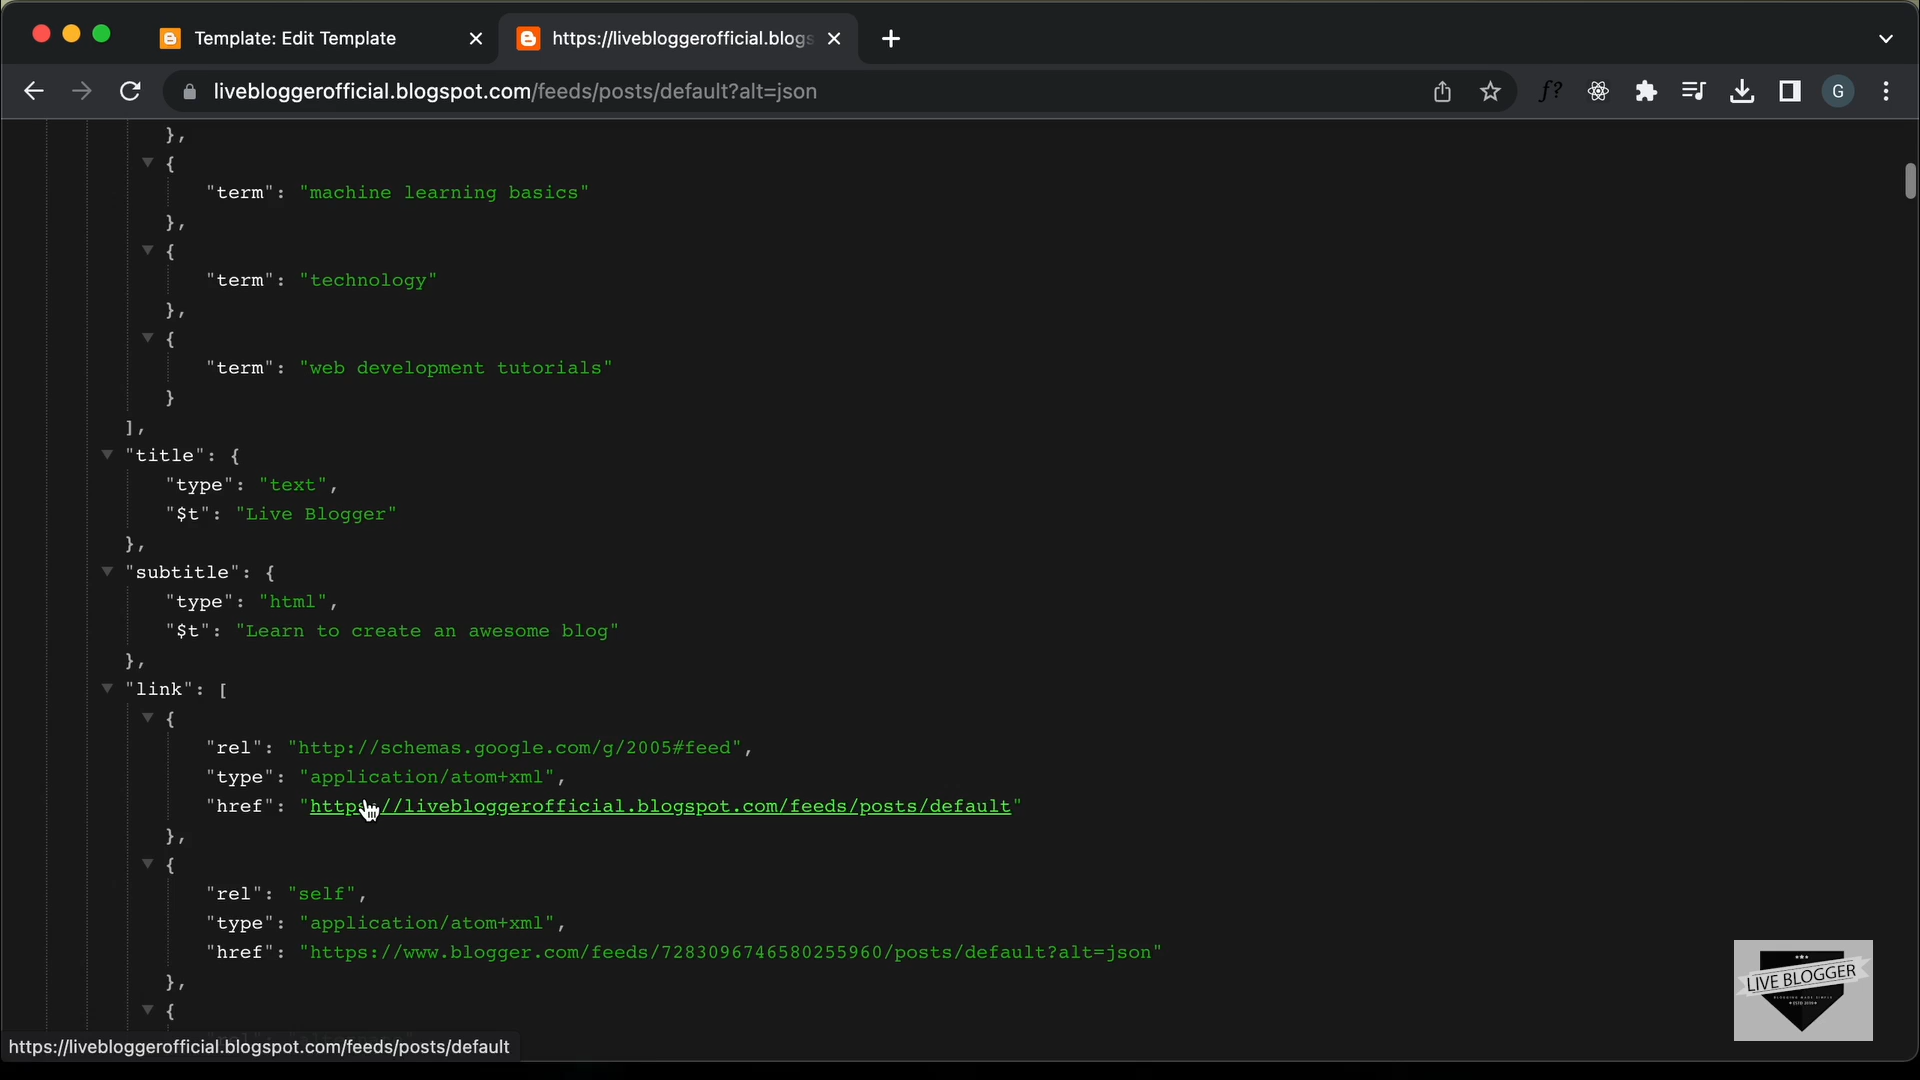 Template: Edit Template
https://livebloggerofficial.blogs
livebloggerofficial.blogspot.com/feeds/posts/default?alt=json
f?
G
},
{
"term": "machine learning basics"
},
{
"term": "technology"
},
{
"term": "web development tutorials"
}
],
"title": {
"type": "text",
"$t": "Live Blogger"
},
"subtitle": {
"type": "html",
"$t": "Learn to create an awesome blog"
},
"link": [
{
"rel": "http://schemas.google.com/g/2005#feed",
"type": "application/atom+xml",
"href": "https://livebloggerofficial.blogspot.com/feeds/posts/default"
},
{
"rel": "self",
"type": "application/atom+xml",
"href": "https://www.blogger.com/feeds/7283096746580255960/posts/default?alt=json"
},
{
https://livebloggerofficial.blogspot.com/feeds/posts/default
LIVE BLOGGER